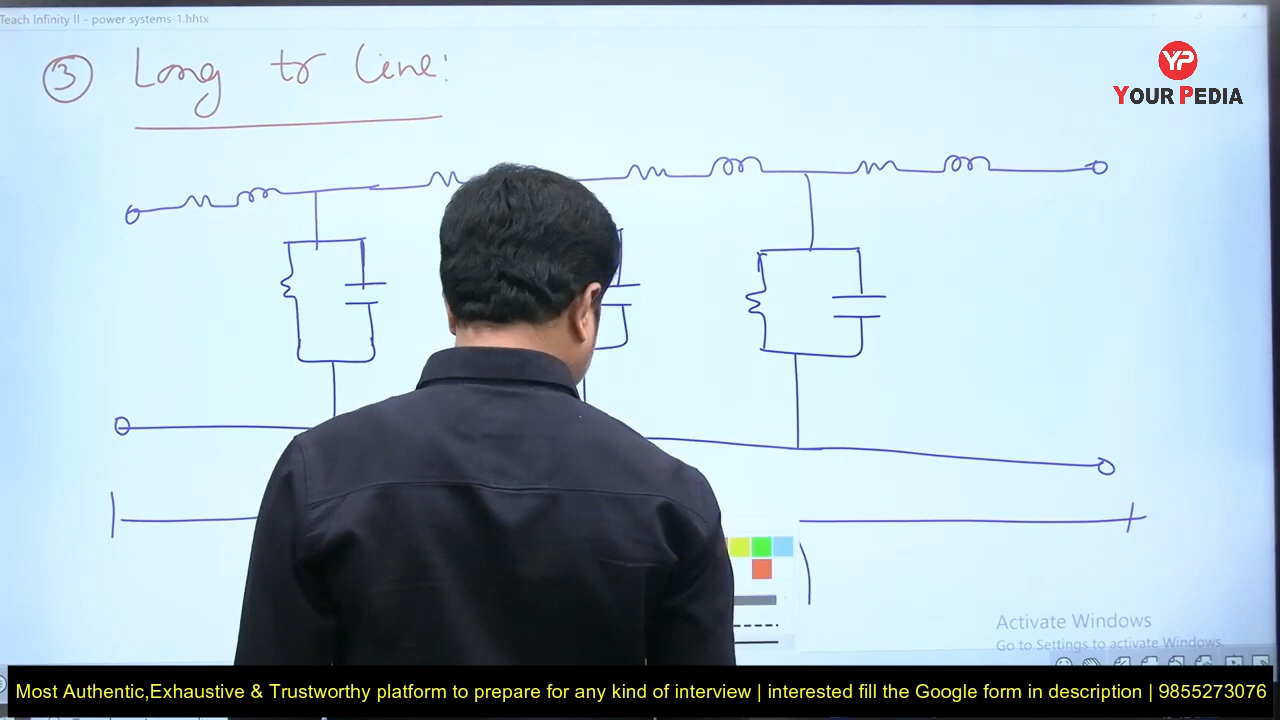 Teach Infinity II - power systems-1.hhtx
③ Long tr line:
YP
YOUR PEDIA
Activate Windows
Go to Settings to activate Windows.
Most Authentic,Exhaustive & Trustworthy platform to prepare for any kind of interview | interested fill the Google form in description | 9855273076